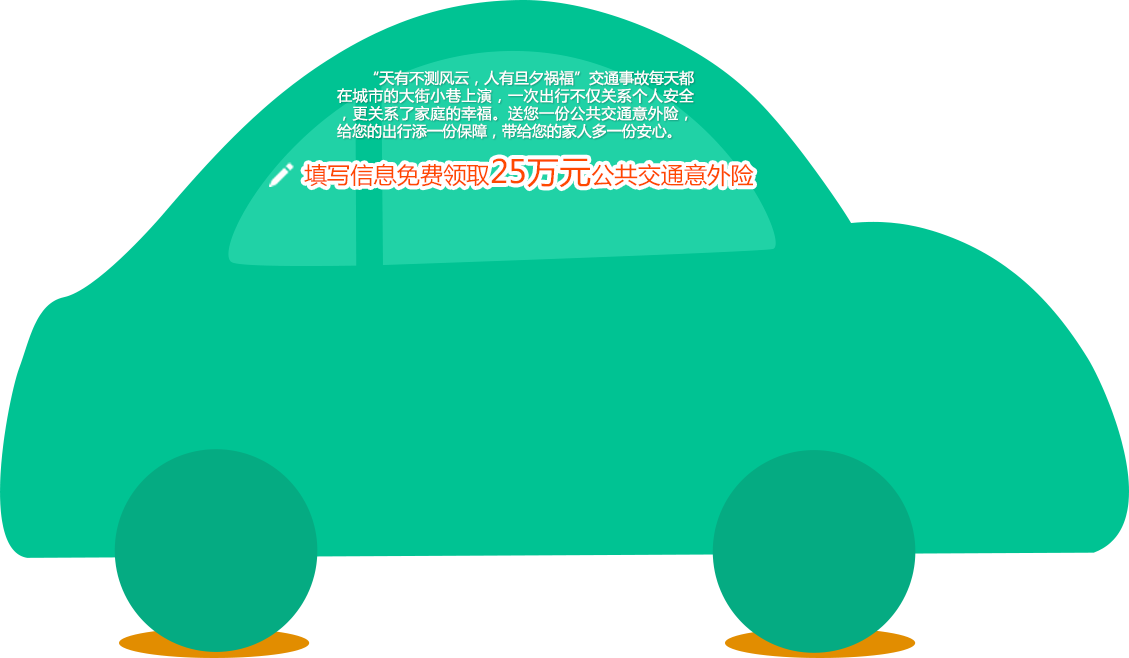 “天有不测风云，人有旦夕祸福”交通事故每天都
在城市的大街小巷上演，一次出行不仅关系个人安全
，更关系了家庭的幸福。送您一份公共交通意外险，
给您的出行添一份保障，带给您的家人多一份安心。
填写信息免费领取25万元公共交通意外险